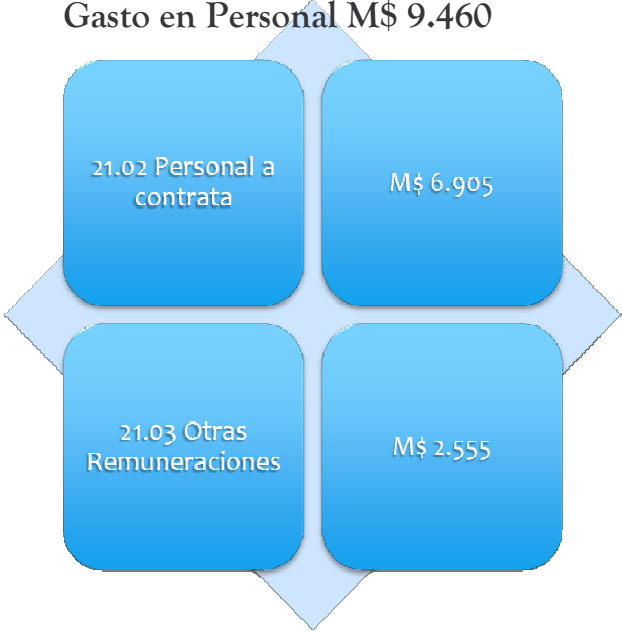 Gasto en Personal M$ 9.460
21.02 Personal a
contrata
M$ 6.905
21.03 Otras
Remuneraciones
M$ 2.555